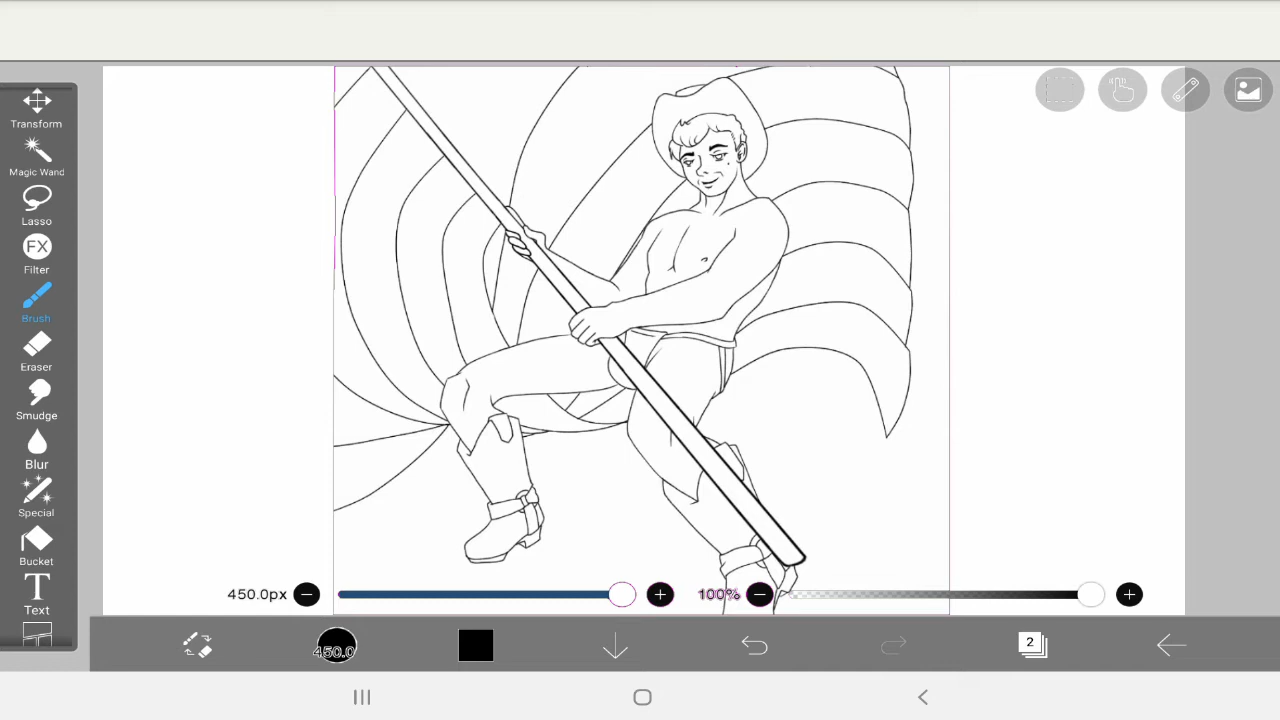 Transform
Magic Wand
Lasso
FX
Filter
Brush
Eraser
Smudge
Blur
Special
Bucket
T
Text
450.0px
100%
450.0
2